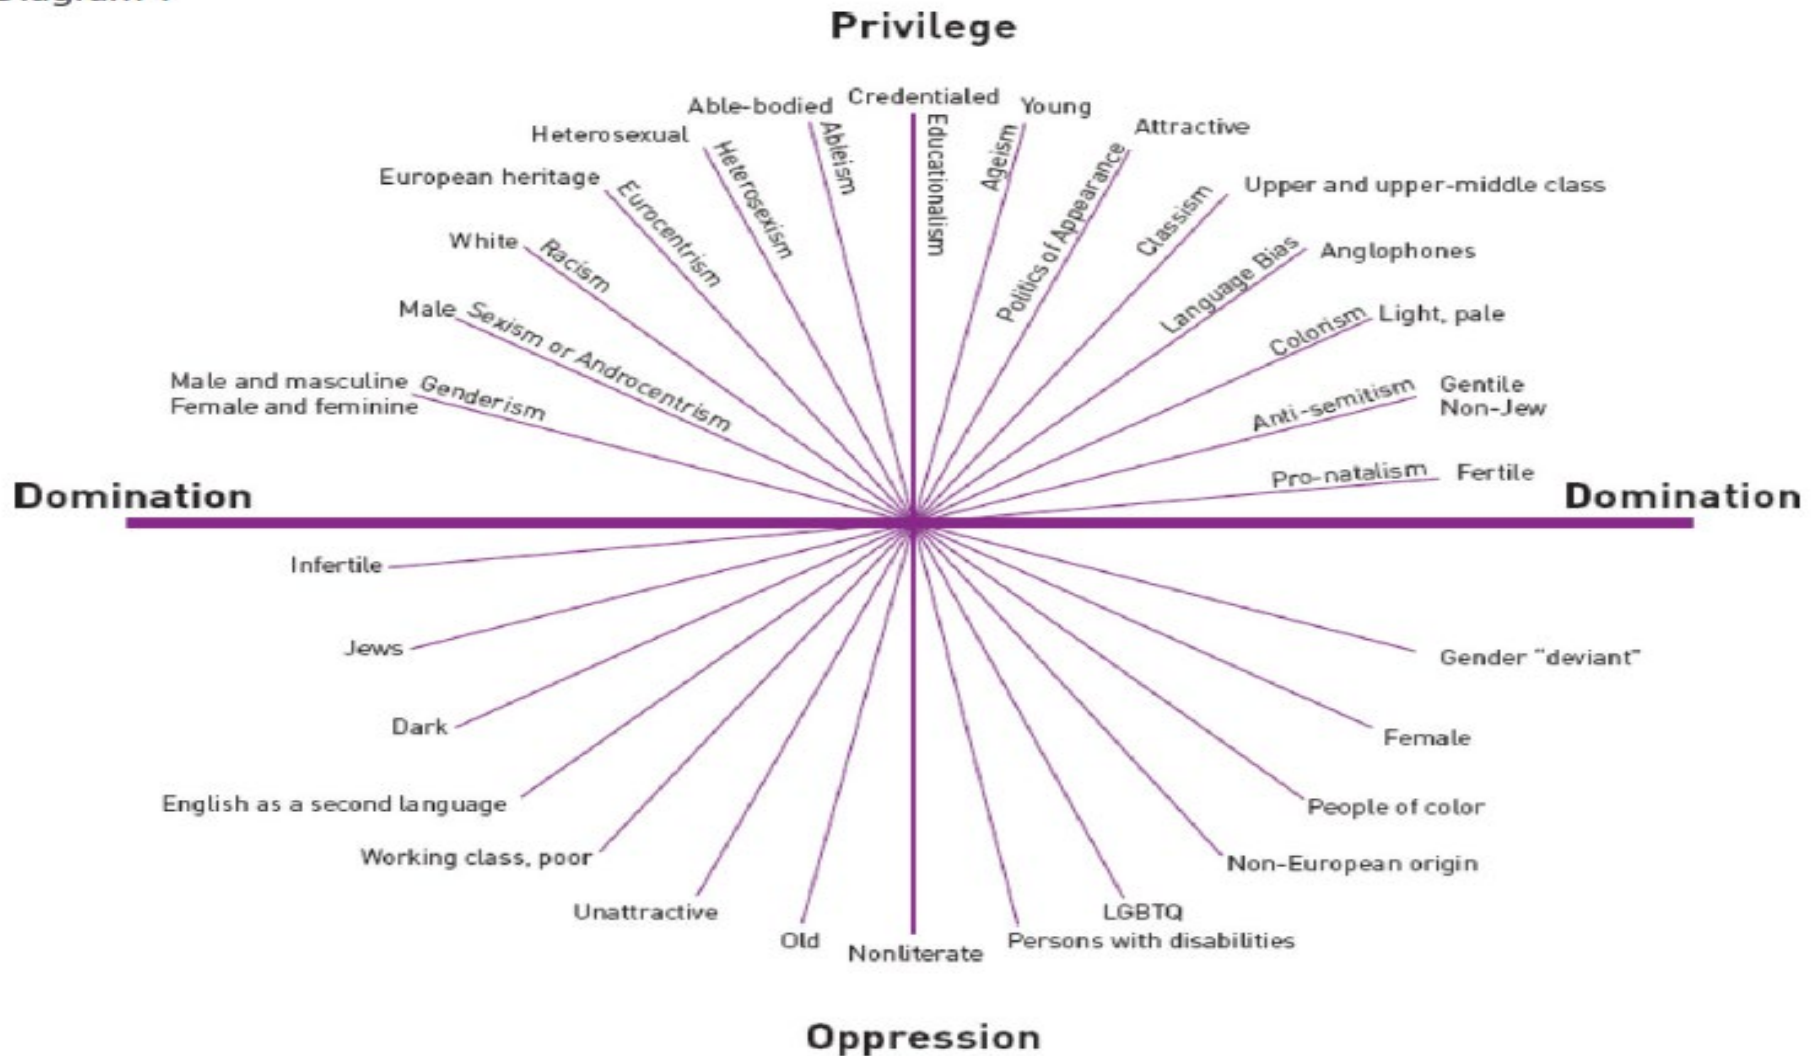 Privilege
Able-bodied
Credentialed
Young
Heterosexual
Attractive
European heritage
Upper and upper-middle class
White
Anglophones
Male
Light, pale
Male and masculine
Female and feminine
Gentile
Non-Jew
Fertile
Genderism
Sexism or Androcentrism
Racism
Eurocentrism
Heterosexism
Ableism
Educationalism
Ageism
Politics of Appearance
Classism
Language Bias
Colorism
Anti-semitism
Pro-natalism
Domination
Domination
Infertile
Jews
Dark
English as a second language
Working class, poor
Unattractive
Old
Nonliterate
Persons with disabilities
LGBTQ
Non-European origin
People of color
Female
Gender “deviant”
Oppression